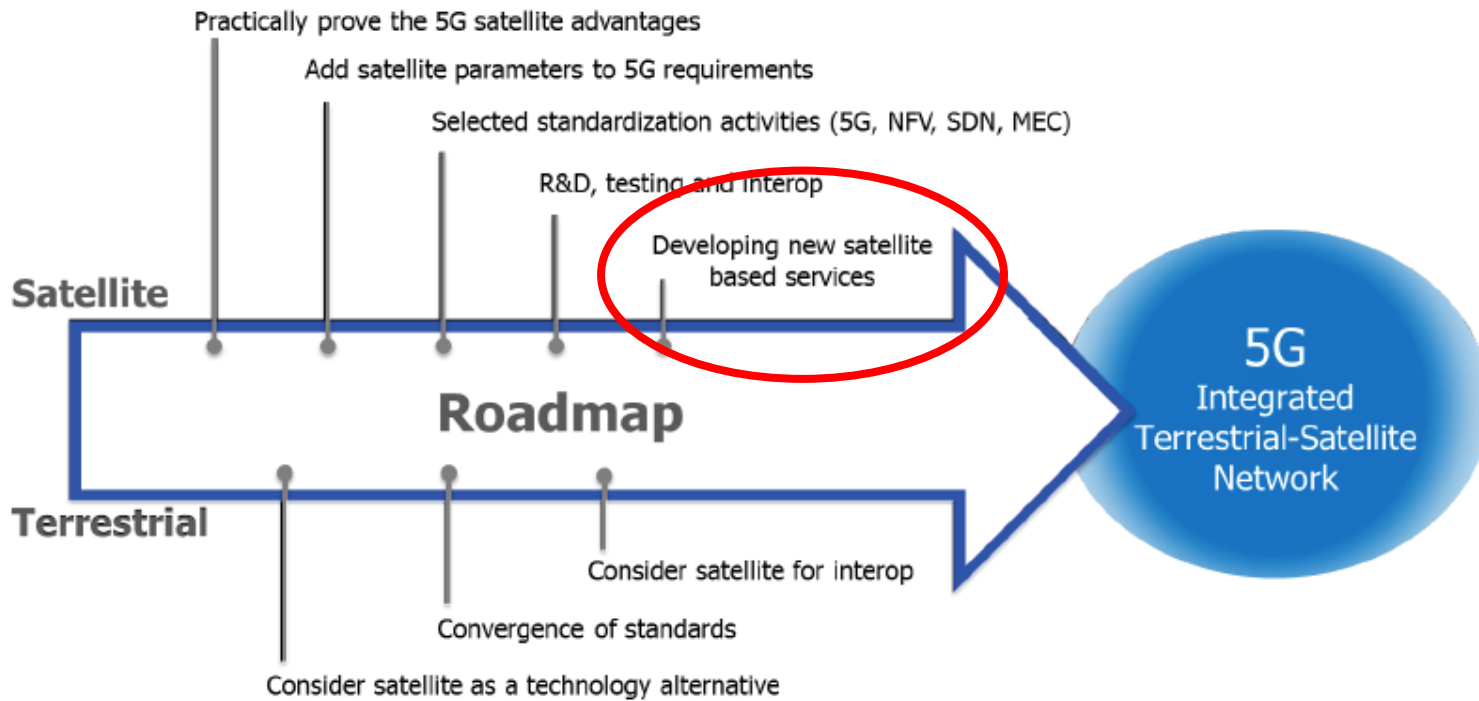 Practically prove the 5G satellite advantages
Add satellite parameters to 5G requirements
Selected standardization activities (5G, NFV, SDN, MEC)
R&D, testing and interop
Developing new satellite
based services
Satellite
Roadmap
5G
Integrated
Terrestrial-Satellite
Network
Terrestrial
Consider satellite for interop
Convergence of standards
Consider satellite as a technology alternative